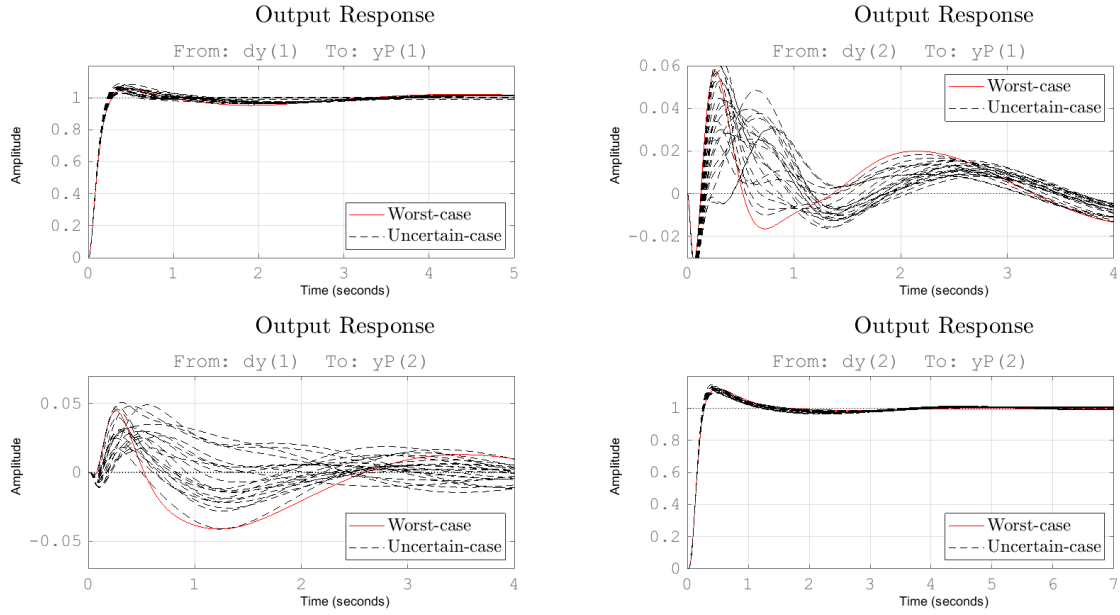 Output Response
From: dy(1) To: yP(1)
Amplitude
1
0.8
0.6
0.4
0.2
0
0 1 2 3 4 5
Time (seconds)
Worst-case
Uncertain-case
Output Response
From: dy(2) To: yP(1)
Amplitude
0.06
0.04
0.02
0
-0.02
0 1 2 3 4
Time (seconds)
Worst-case
Uncertain-case
Output Response
From: dy(1) To: yP(2)
Amplitude
0.05
0
-0.05
0 1 2 3 4
Time (seconds)
Worst-case
Uncertain-case
Output Response
From: dy(2) To: yP(2)
Amplitude
1
0.8
0.6
0.4
0.2
0
0 1 2 3 4 5 6 7
Time (seconds)
Worst-case
Uncertain-case